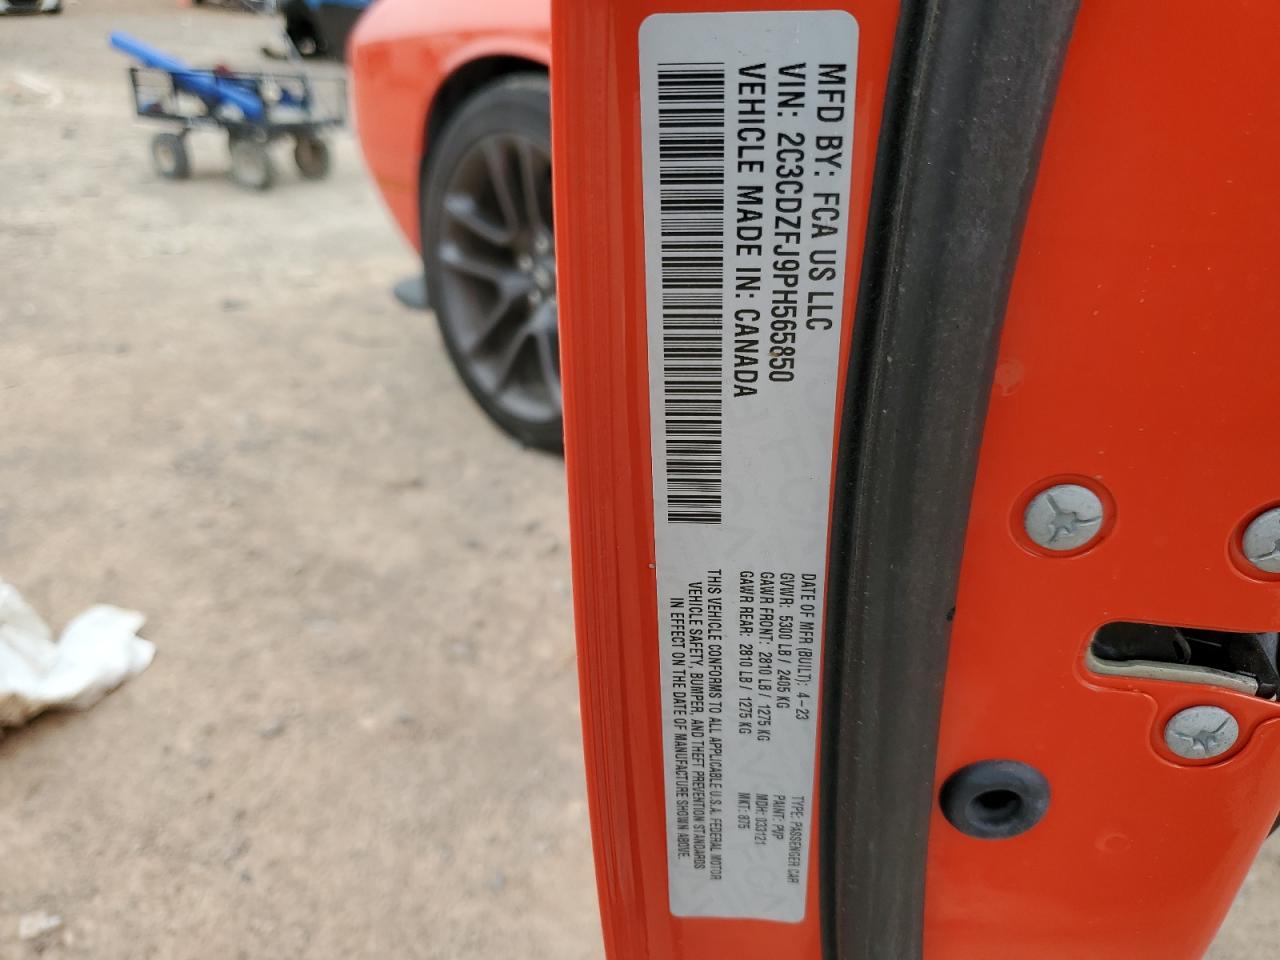 MFD BY: FCA US LLC
VIN: 2C3CDZFJ9PH565850
VEHICLE MADE IN: CANADA
DATE OF MFR (BUILT): 4-23
GVWR: 5300 LB / 2405 KG
GAWR FRONT: 2810 LB / 1275 KG
GAWR REAR: 2810 LB / 1275 KG
THIS VEHICLE CONFORMS TO ALL APPLICABLE U.S.A. FEDERAL MOTOR
VEHICLE SAFETY, BUMPER, AND THEFT PREVENTION STANDARDS
IN EFFECT ON THE DATE OF MANUFACTURE SHOWN ABOVE.
TYPE: PASSENGER CAR
PAINT: PVP
MDH: 033121
MKT: 875